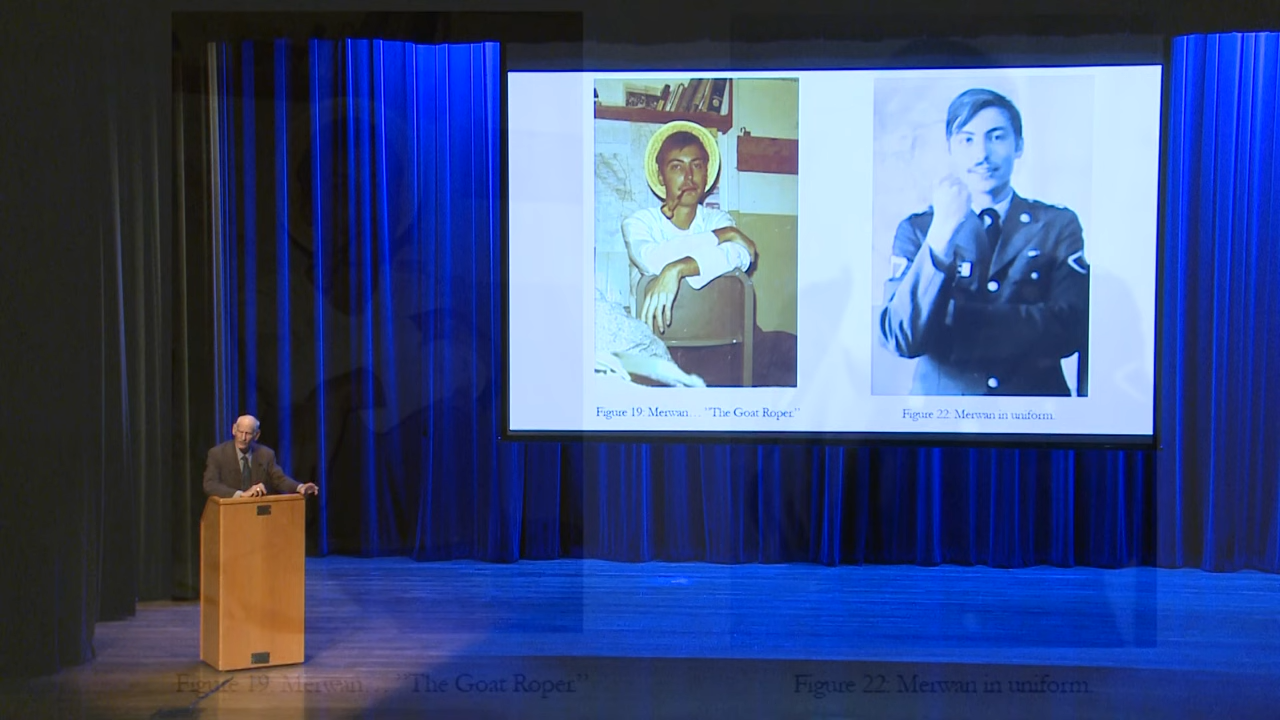 Figure 19: Merwan… "The Goat Roper."
Figure 22: Merwan in uniform.
Figure 19: Merwan… "The Goat Roper."
Figure 22: Merwan in uniform.